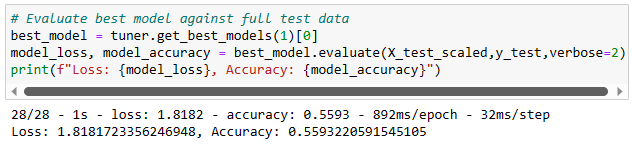 # Evaluate best model against full test data
best_model = tuner.get_best_models(1)[0]
model_loss, model_accuracy = best_model.evaluate(X_test_scaled,y_test,verbose=2)
print(f"Loss: {model_loss}, Accuracy: {model_accuracy}")
28/28 - 1s - loss: 1.8182 - accuracy: 0.5593 - 892ms/epoch - 32ms/step
Loss: 1.8181723356246948, Accuracy: 0.5593220591545105